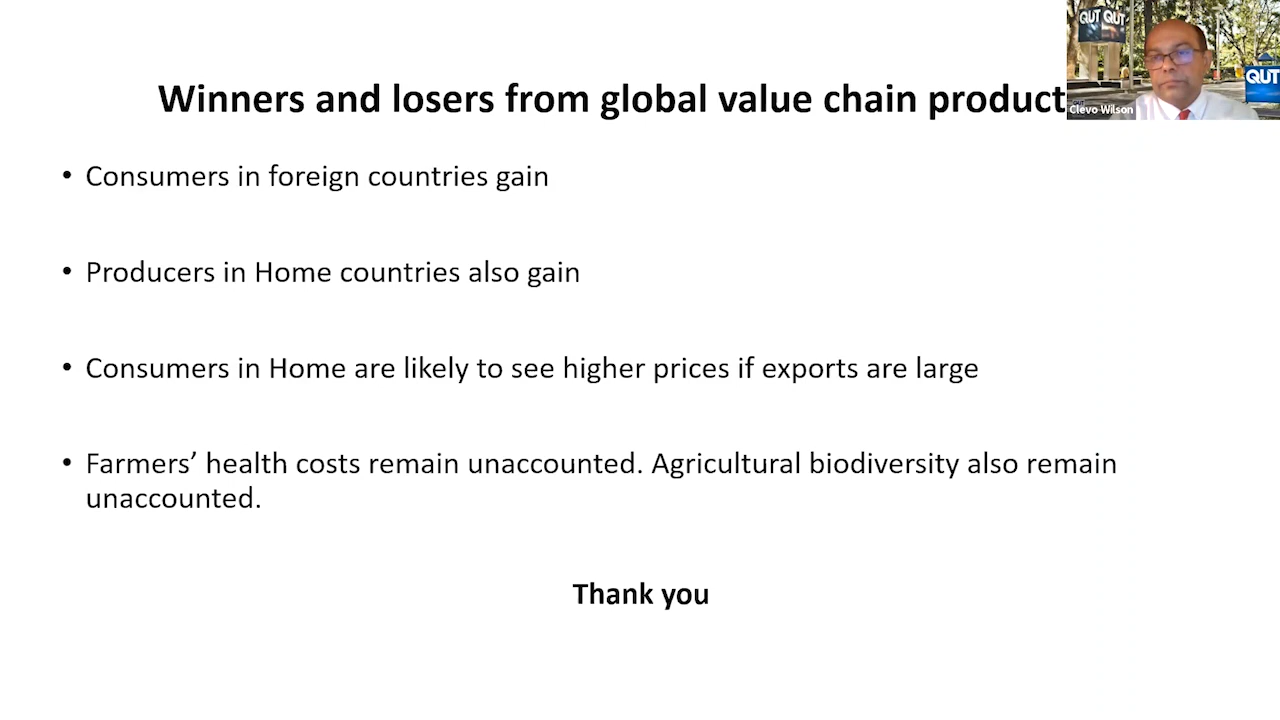 QUT QUT
QUT
Clevo Wilson
Winners and losers from global value chain product
• Consumers in foreign countries gain
• Producers in Home countries also gain
• Consumers in Home are likely to see higher prices if exports are large
• Farmers’ health costs remain unaccounted. Agricultural biodiversity also remain
unaccounted.
Thank you